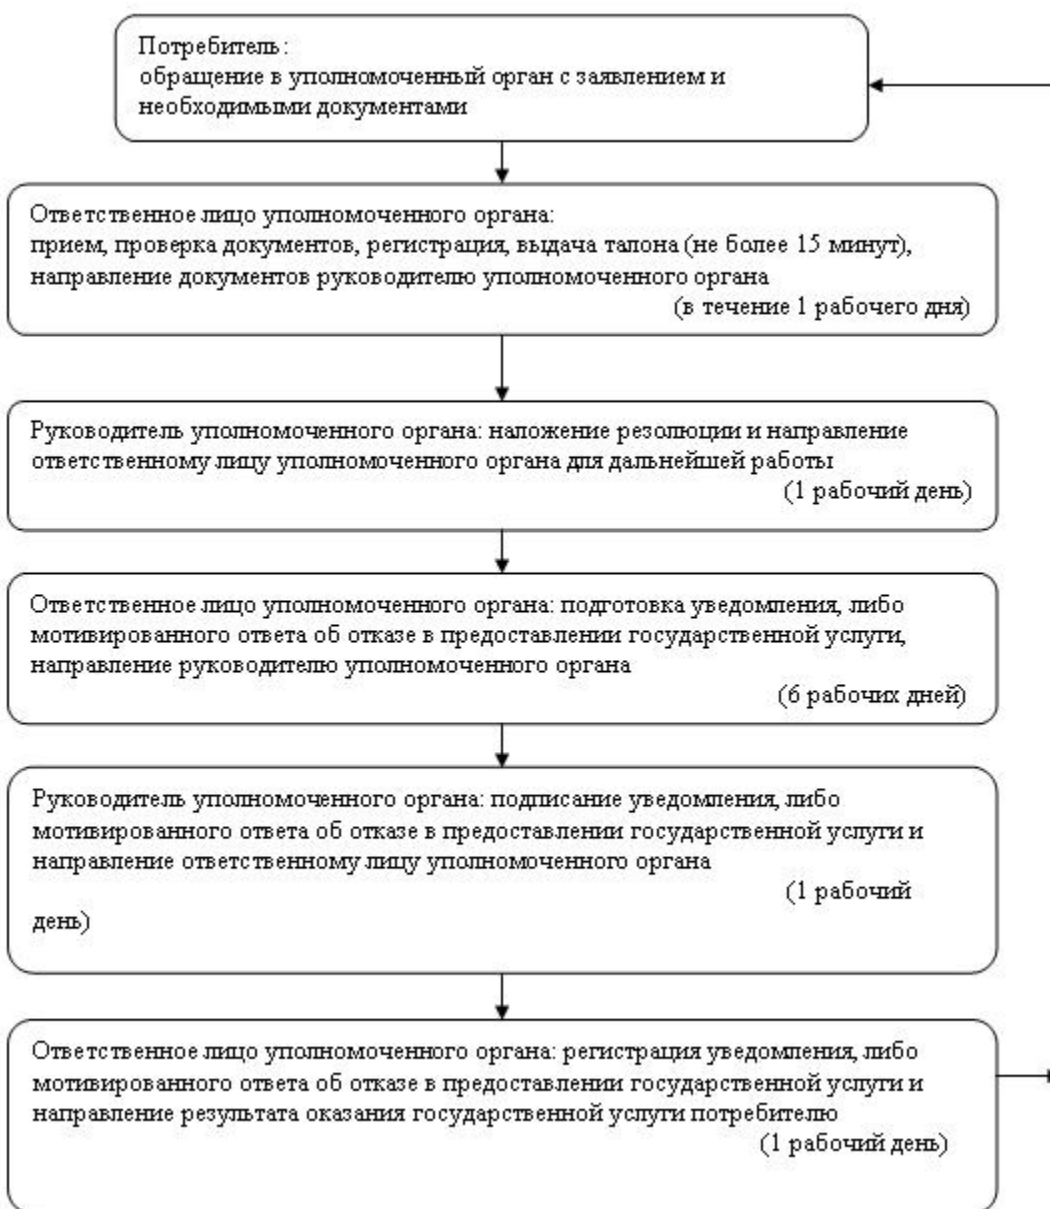 Потребитель:
обращение в уполномоченный орган с заявлением и
необходимыми документами
Ответственное лицо уполномоченного органа:
прием, проверка документов, регистрация, выдача талона (не более 15 минут),
направление документов руководителю уполномоченного органа
(в течение 1 рабочего дня)
Руководитель уполномоченного органа: наложение резолюции и направление
ответственному лицу уполномоченного органа для дальнейшей работы
(1 рабочий день)
Ответственное лицо уполномоченного органа: подготовка уведомления, либо
мотивированного ответа об отказе в предоставлении государственной услуги,
направление руководителю уполномоченного органа
(6 рабочих дней)
Руководитель уполномоченного органа: подписание уведомления, либо
мотивированного ответа об отказе в предоставлении государственной услуги и
направление ответственному лицу уполномоченного органа
(1 рабочий
день)
Ответственное лицо уполномоченного органа: регистрация уведомления, либо
мотивированного ответа об отказе в предоставлении государственной услуги и
направление результата оказания государственной услуги потребителю
(1 рабочий день)